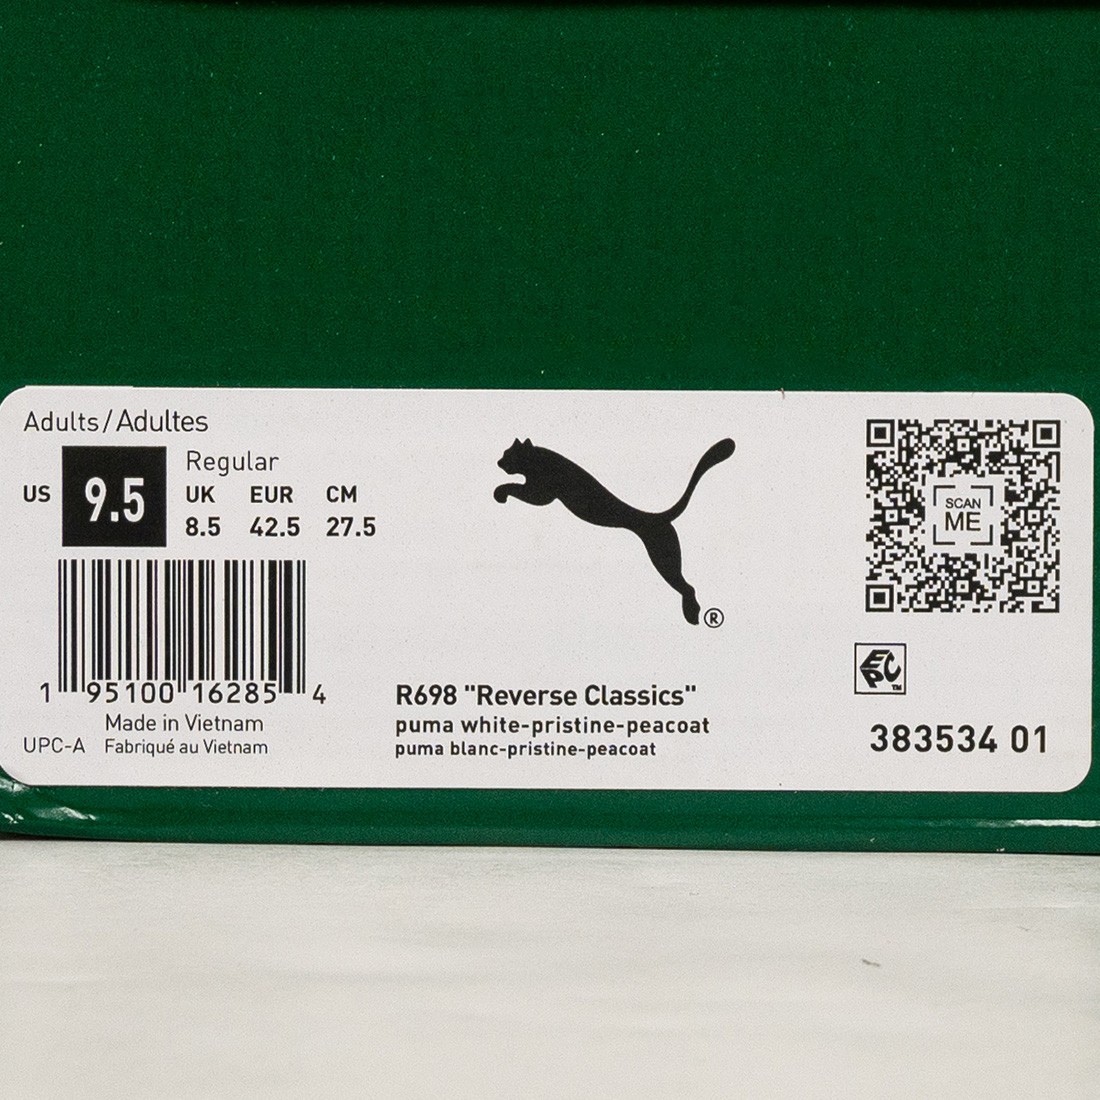 Adults/Adultes
US 9.5
Regular
UK EUR CM
8.5 42.5 27.5
1 95100 16285 4
Made in Vietnam
UPC-A Fabriqué au Vietnam
®
R698 "Reverse Classics"
puma white-pristine-peacoat
puma blanc-pristine-peacoat
SCAN
ME
EPC
™
383534 01